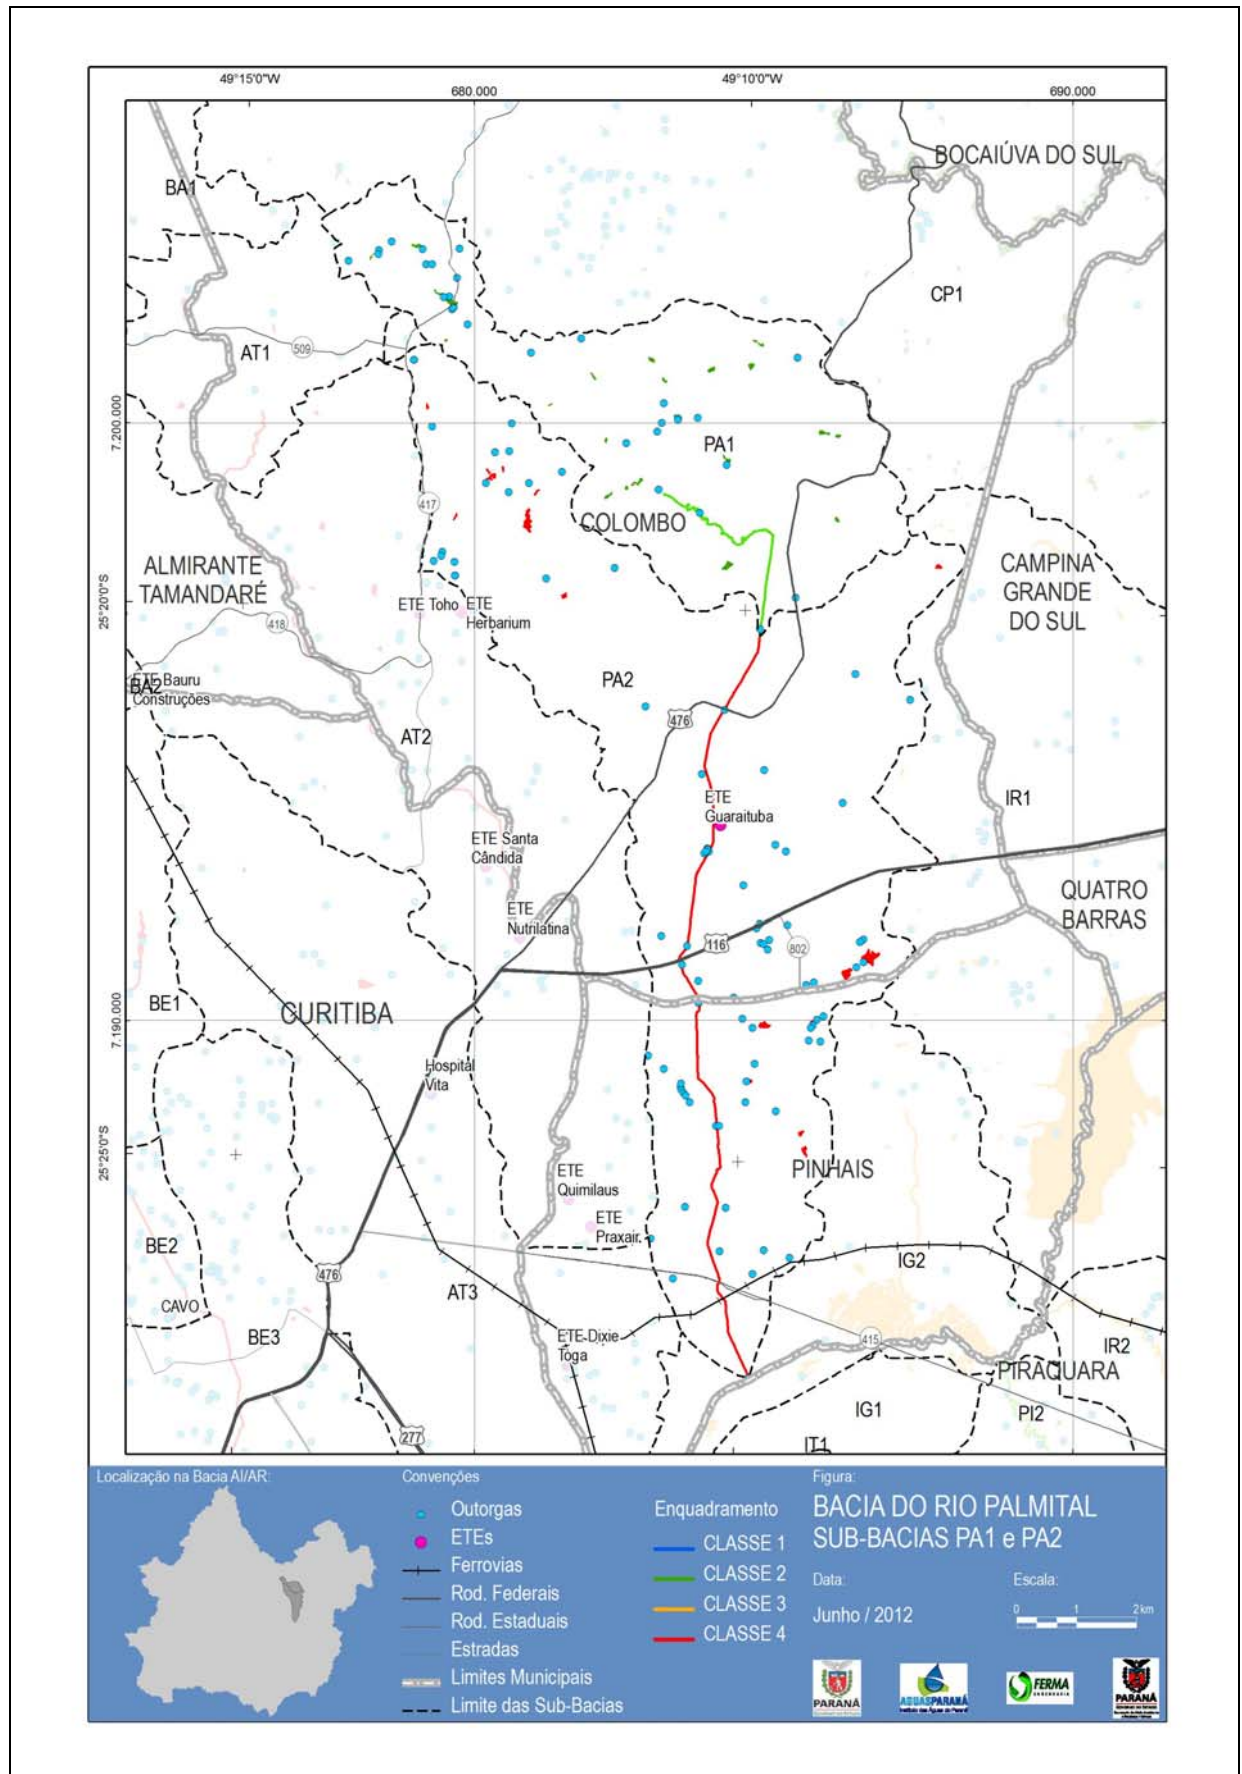 49°15'0"W
49°10'0"W
680.000
690.000
BOCAIÚVA DO SUL
BA1
CP1
509
AT1
7.200.000
PA1
417
COLOMBO
ALMIRANTE
TAMANDARÉ
CAMPINA
GRANDE
DO SUL
25°20'0"S
ETE Toho
ETE
Herbarium
418
ETE Bauru
Construções
BA2
PA2
476
AT2
ETE
Guaraituba
IR1
ETE Santa
Cândida
QUATRO
BARRAS
ETE
Nutrilatina
116
802
BE1
CURITIBA
7.190.000
Hospital
Vita
25°25'0"S
ETE
Quimilaus
PINHAIS
ETE
Praxair.
BE2
476
IG2
CAVO
AT3
BE3
ETE-Dixie
Toga
415
IR2
PIRAQUARA
IG1
PI2
277
IT1
Localização na Bacia AI/AR:
Convenções
Outorgas
ETEs
Ferrovias
Rod. Federais
Rod. Estaduais
Estradas
Limites Municipais
Limite das Sub-Bacias
Enquadramento
CLASSE 1
CLASSE 2
CLASSE 3
CLASSE 4
Figura:
BACIA DO RIO PALMITAL
SUB-BACIAS PA1 e PA2
Data:
Junho / 2012
Escala:
0 1 2 km
PARANÁ
AGUASPARANÁ
Instituto das Águas do Paraná
FERMA
ENGENHARIA
PARANÁ